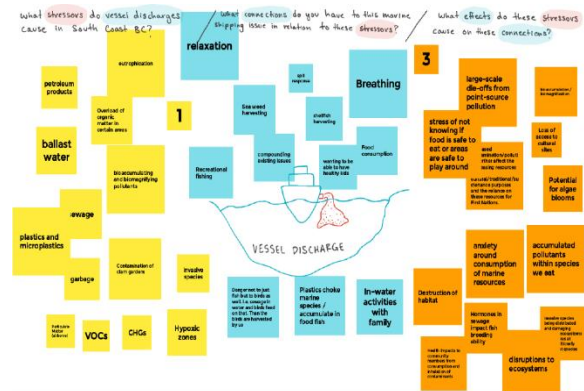 What stressors do vessel discharges
cause in South Coast BC?
What connections do you have to this marine
shipping issue in relation to these stressors?
What effects do these stressors
cause on these connections?
eutrophication
petroleum
products
Overload of
organic
matter in
certain areas
1
ballast
water
bioaccumulating
and biomagnifying
pollutants
sewage
plastics and
microplastics
garbage
Contamination of
clam gardens
invasive
species
VOCs
GHGs
Hypoxic
zones
relaxation
spill
response
Breathing
Sea weed
harvesting
shellfish
harvesting
compounding
existing issues
Food
consumption
Recreational
fishing
wanting to be
able to have
healthy kids
VESSEL DISCHARGE
Danger not to just
fish but to birds as
well
water and birds
feed on that. Then the
birds are harvested
by us
Plastics choke
marine
species /
accumulate in
food fish
In-water
activities with
family
3
large-scale
die-offs from
point-source
pollution
stress of not
knowing if
food is safe to
eat or areas
are safe to
play around
Loss of
access to
cultural
sites
Potential
for algae
blooms
anxiety
around
consumption
of marine
resources
accumulated
pollutants
within species
we eat
Destruction of
habitat
Hormones in
sewage impact fish
breeding
ability
disruptions to
ecosystems